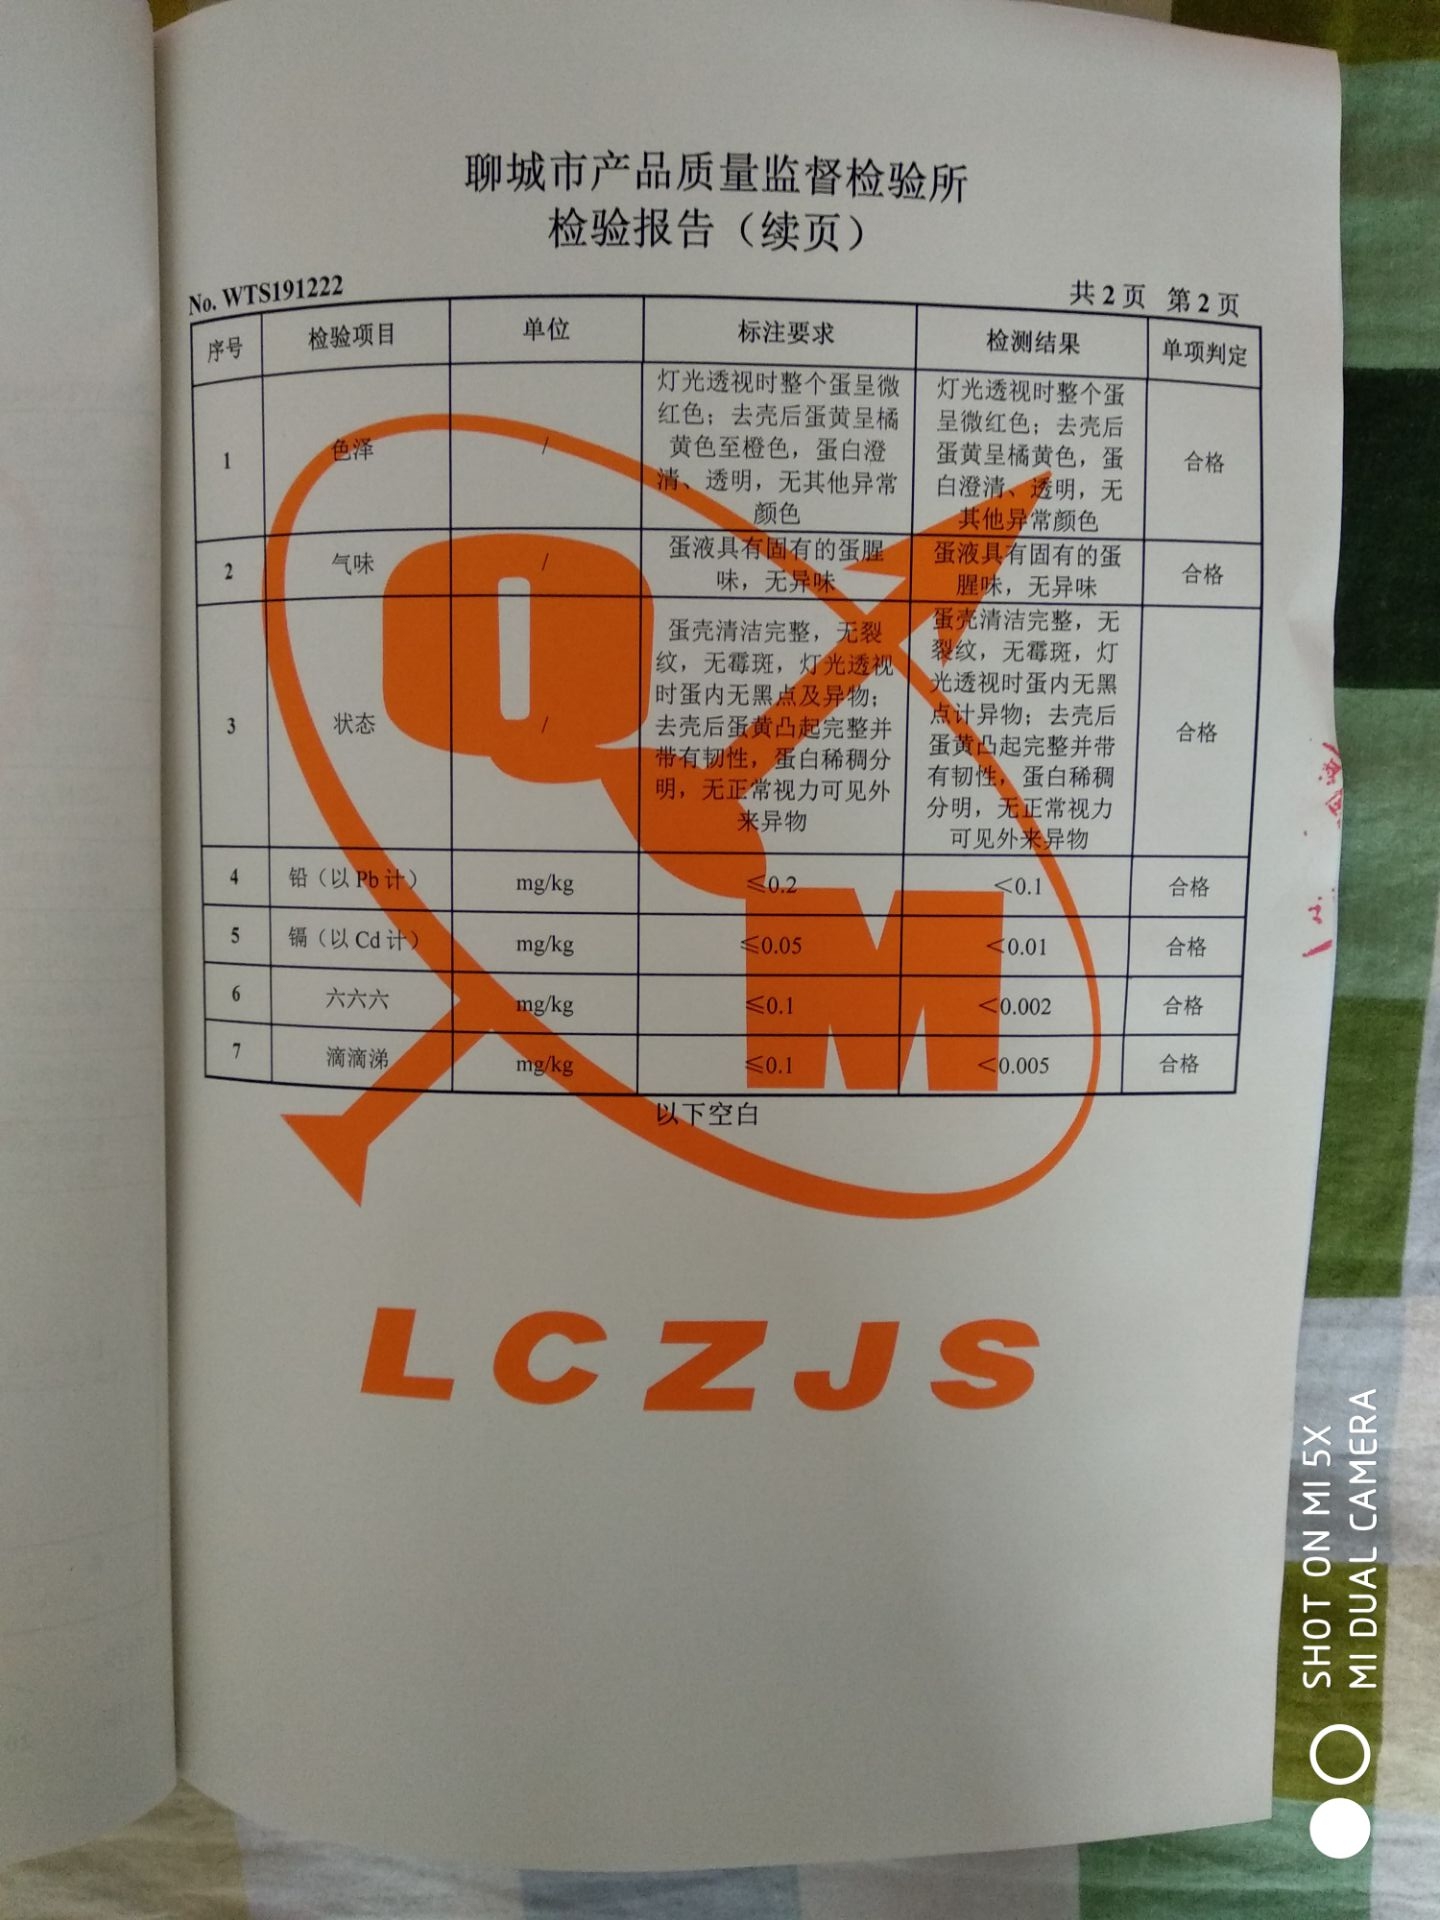 聊城市产品质量监督检验所
检验报告（续页）
No. WTS191222
共 2 页 第 2 页
序号 检验项目 单位 标注要求 检测结果 单项判定
1 色泽 / 灯光透视时整个蛋呈微
红色；去壳后蛋黄呈橘
黄色至橙色，蛋白澄
清、透明，无其他异常
颜色
灯光透视时整个蛋
呈微红色；去壳后
蛋黄呈橘黄色，蛋
白澄清、透明，无
其他异常颜色
合格
2 气味 / 蛋液具有固有的蛋腥
味，无异味
蛋液具有固有的蛋
腥味，无异味
合格
3 状态 / 蛋壳清洁完整，无裂
纹，无霉斑，灯光透视
时蛋内无黑点及异物；
去壳后蛋黄凸起完整并
带有韧性，蛋白稀稠分
明，无正常视力可见外
来异物
蛋壳清洁完整，无
裂纹，无霉斑，灯
光透视时蛋内无黑
点计异物；去壳后
蛋黄凸起完整并带
有韧性，蛋白稀稠
分明，无正常视力
可见外来异物
合格
4 铅（以 Pb 计） mg/kg ≤0.2 <0.1 合格
5 镉（以 Cd 计） mg/kg ≤0.05 <0.01 合格
6 六六六 mg/kg ≤0.1 <0.002 合格
7 滴滴涕 mg/kg ≤0.1 <0.005 合格
以下空白
Q
M
LCZJS
SHOT ON MI 5X
MI DUAL CAMERA